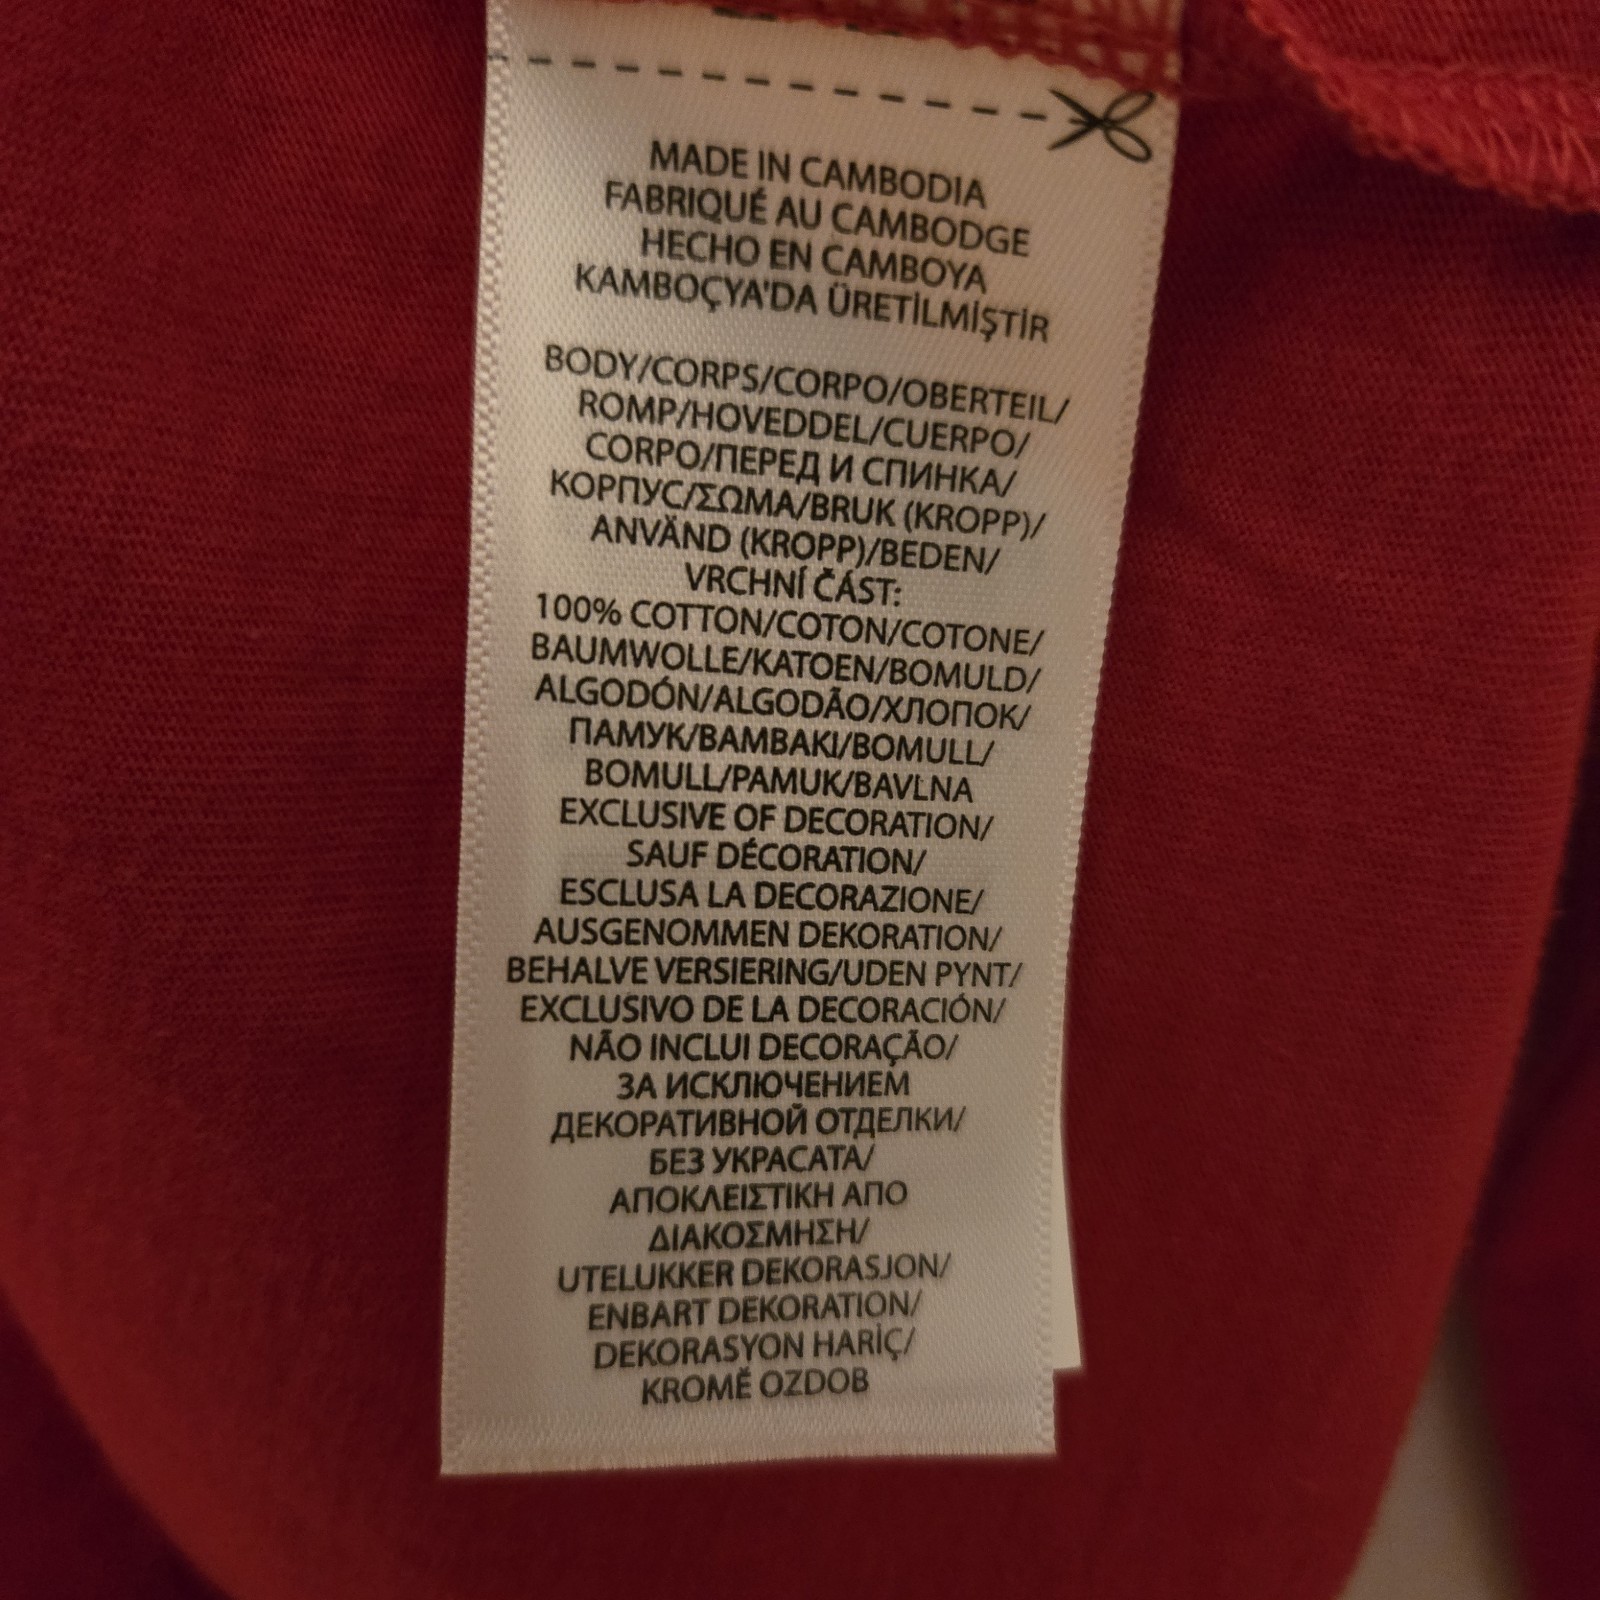 MADE IN CAMBODIA
FABRIQUÉ AU CAMBODGE
HECHO EN CAMBOYA
KAMBOÇYA'DA ÜRETİLMİŞTİR
BODY/CORPS/CORPO/OBERTEIL/
ROMP/HOVEDDEL/CUERPO/
CORPO/ПЕРЕД И СПИНКА/
КОРПУС/ΣΩΜΑ/BRUK (KROPP)/
ANVÄND (KROPP)/BEDEN/
VRCHNÍ ČÁST:
100% COTTON/COTON/COTONE/
BAUMWOLLE/KATOEN/BOMULD/
ALGODÓN/ALGODÃO/ХЛОПОК/
ПАМУК/BAMBAKI/BOMULL/
BOMULL/PAMUK/BAVLNA
EXCLUSIVE OF DECORATION/
SAUF DÉCORATION/
ESCLUSA LA DECORAZIONE/
AUSGENOMMEN DEKORATION/
BEHALVE VERSIERING/UDEN PYNT/
EXCLUSIVO DE LA DECORACIÓN/
NÃO INCLUI DECORAÇÃO/
ЗА ИСКЛЮЧЕНИЕМ
ДЕКОРАТИВНОЙ ОТДЕЛКИ/
БЕЗ УКРАСАТА/
ΑΠΟΚΛΕΙΣΤΙΚΗ ΑΠΟ
ΔΙΑΚΟΣΜΗΣΗ/
UTELUKKER DEKORASJON/
ENBART DEKORATION/
DEKORASYON HARİÇ/
KROMĚ OZDOB